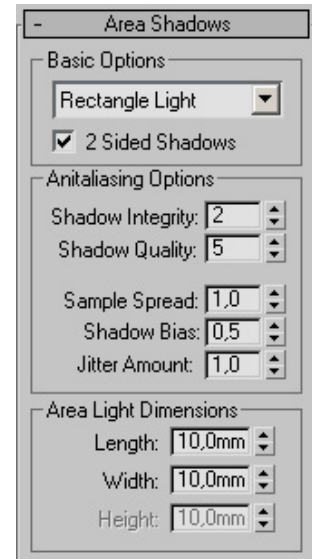 - Area Shadows
Basic Options
Rectangle Light
2 Sided Shadows
Anitaliasing Options
Shadow Integrity: 2
Shadow Quality: 5
Sample Spread: 1,0
Shadow Bias: 0,5
Jitter Amount: 1,0
Area Light Dimensions
Length: 10,0mm
Width: 10,0mm
Height: 10,0mm